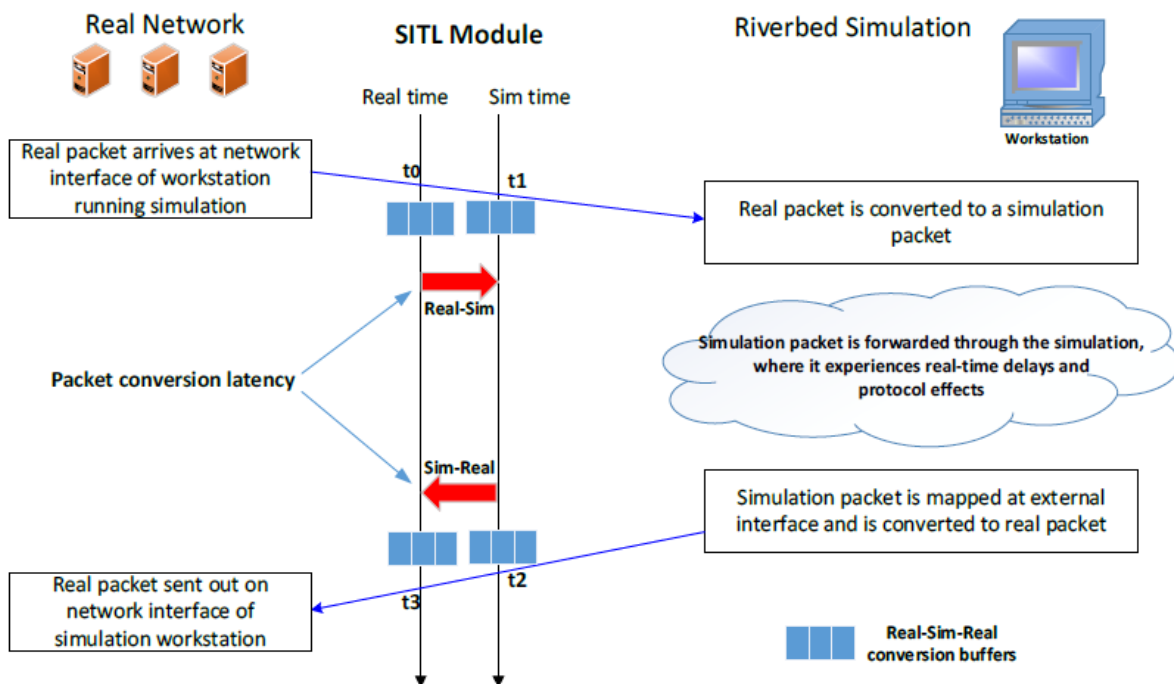 Real Network
SITL Module
Riverbed Simulation
Real time
Sim time
Workstation
Real packet arrives at network
interface of workstation
running simulation
t0
t1
Real packet is converted to a simulation
packet
Real-Sim
Simulation packet is forwarded through the simulation,
where it experiences real-time delays and
protocol effects
Packet conversion latency
Sim-Real
Simulation packet is mapped at external
interface and is converted to real packet
t2
t3
Real packet sent out on
network interface of
simulation workstation
Real-Sim-Real
conversion buffers